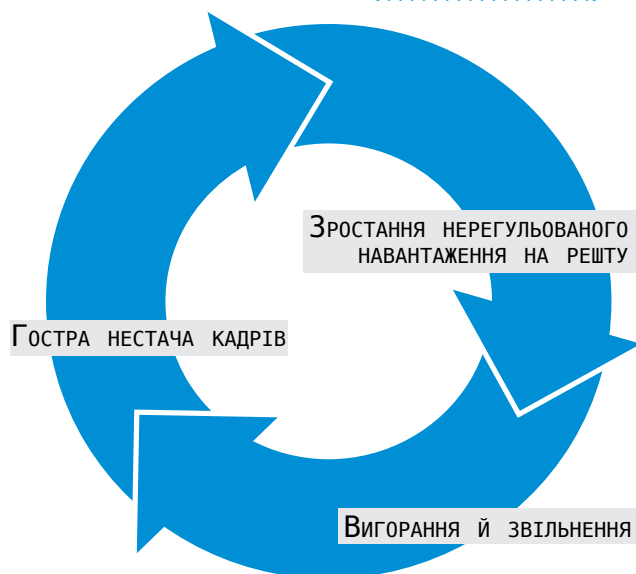 Зростання нерегульованого
навантаження на решту
Гостра нестача кадрів
Вигорання й звільнення